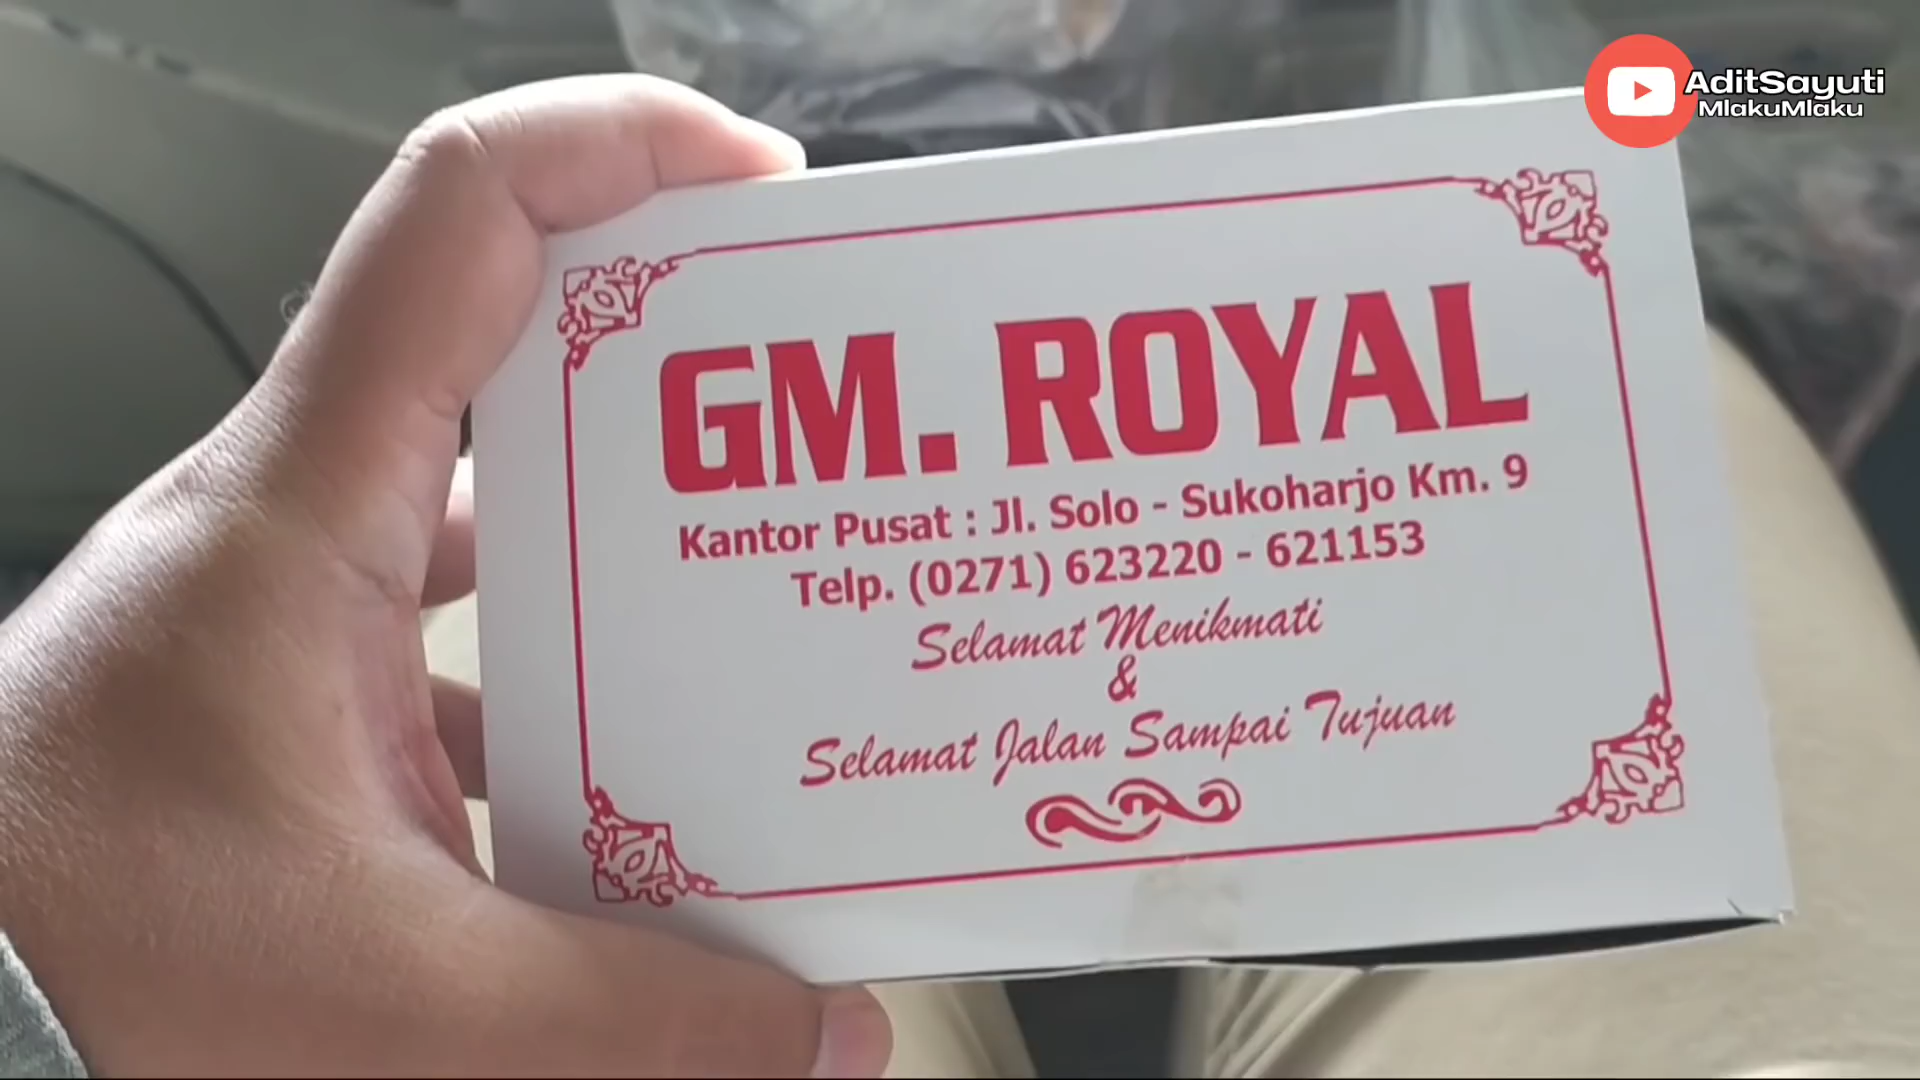 AditSayuti
MlakuMlaku
GM. ROYAL
Kantor Pusat : Jl. Solo - Sukoharjo Km. 9
Telp. (0271) 623220 - 621153
Selamat Menikmati
&
Selamat Jalan Sampai Tujuan